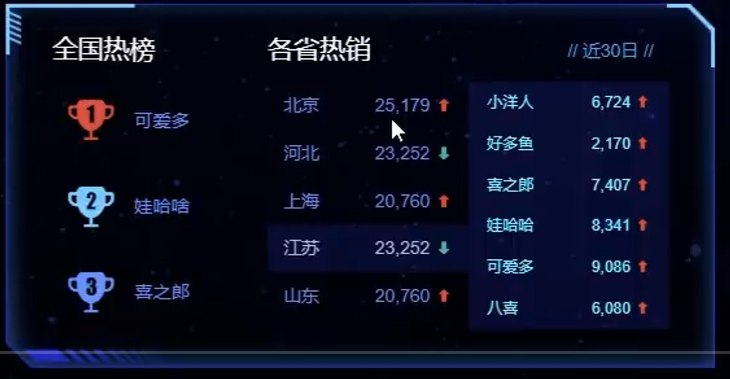 全国热榜
各省热销
// 近30日 //
1 可爱多
2 娃哈啥
3 喜之郎
北京 25,179
河北 23,252
上海 20,760
江苏 23,252
山东 20,760
小洋人 6,724
好多鱼 2,170
喜之郎 7,407
娃哈哈 8,341
可爱多 9,086
八喜 6,080